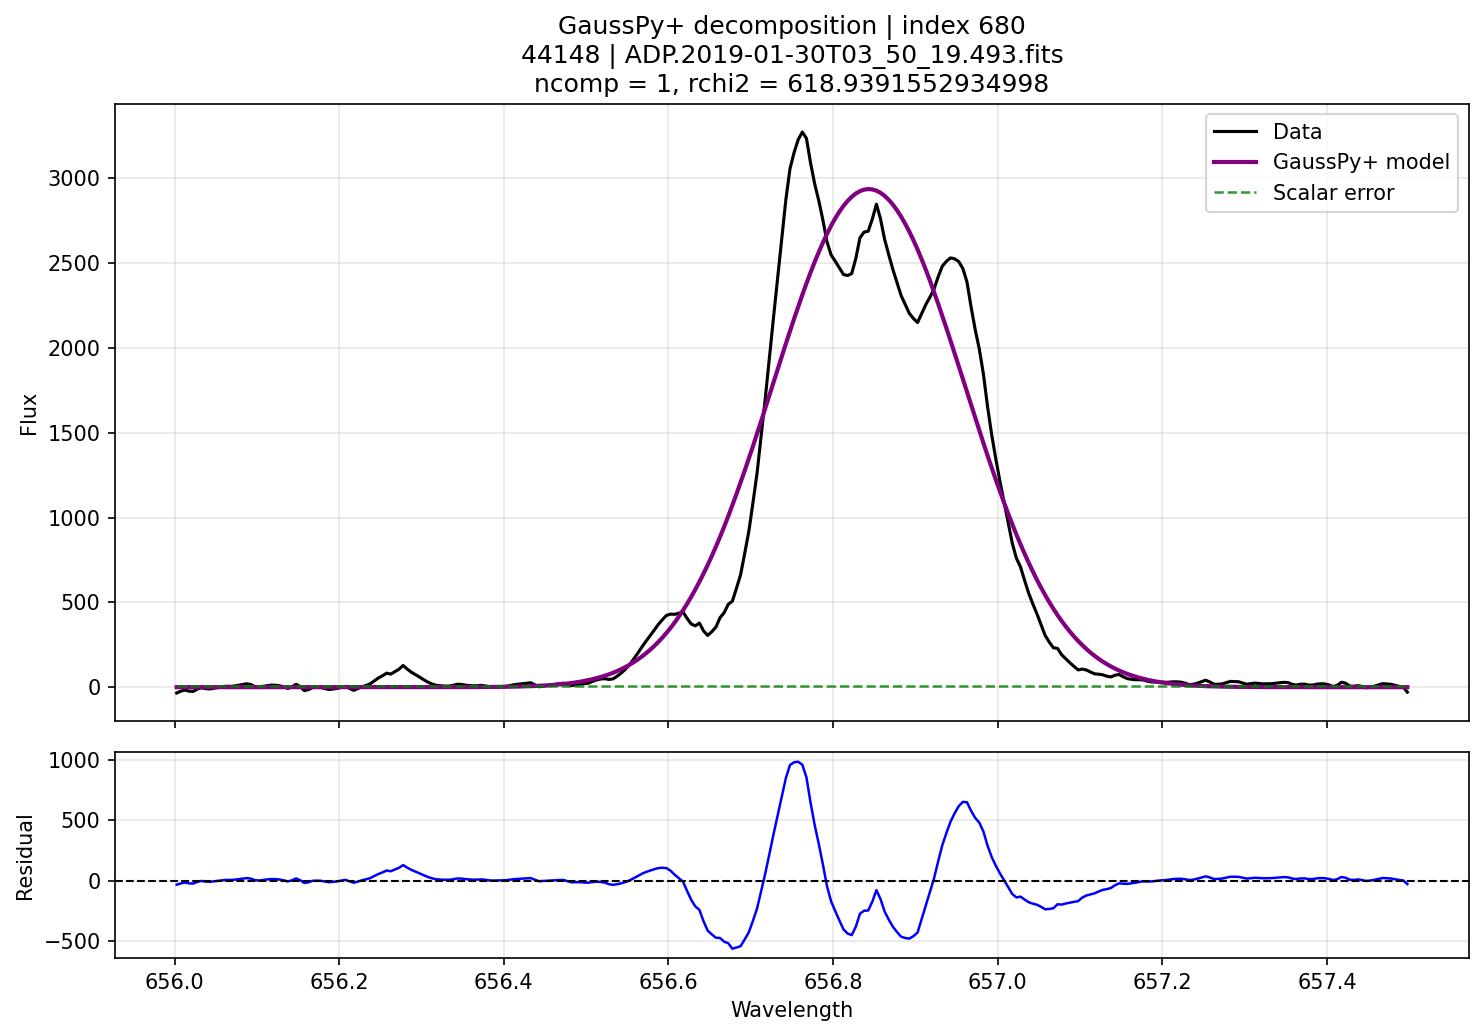 GaussPy+ decomposition | index 680
44148 | ADP.2019-01-30T03_50_19.493.fits
ncomp = 1, rchi2 = 618.9391552934998
Data
GaussPy+ model
Scalar error
Flux
3000
2500
2000
1500
1000
500
0
Residual
1000
500
0
−500
656.0 656.2 656.4 656.6 656.8 657.0 657.2 657.4
Wavelength